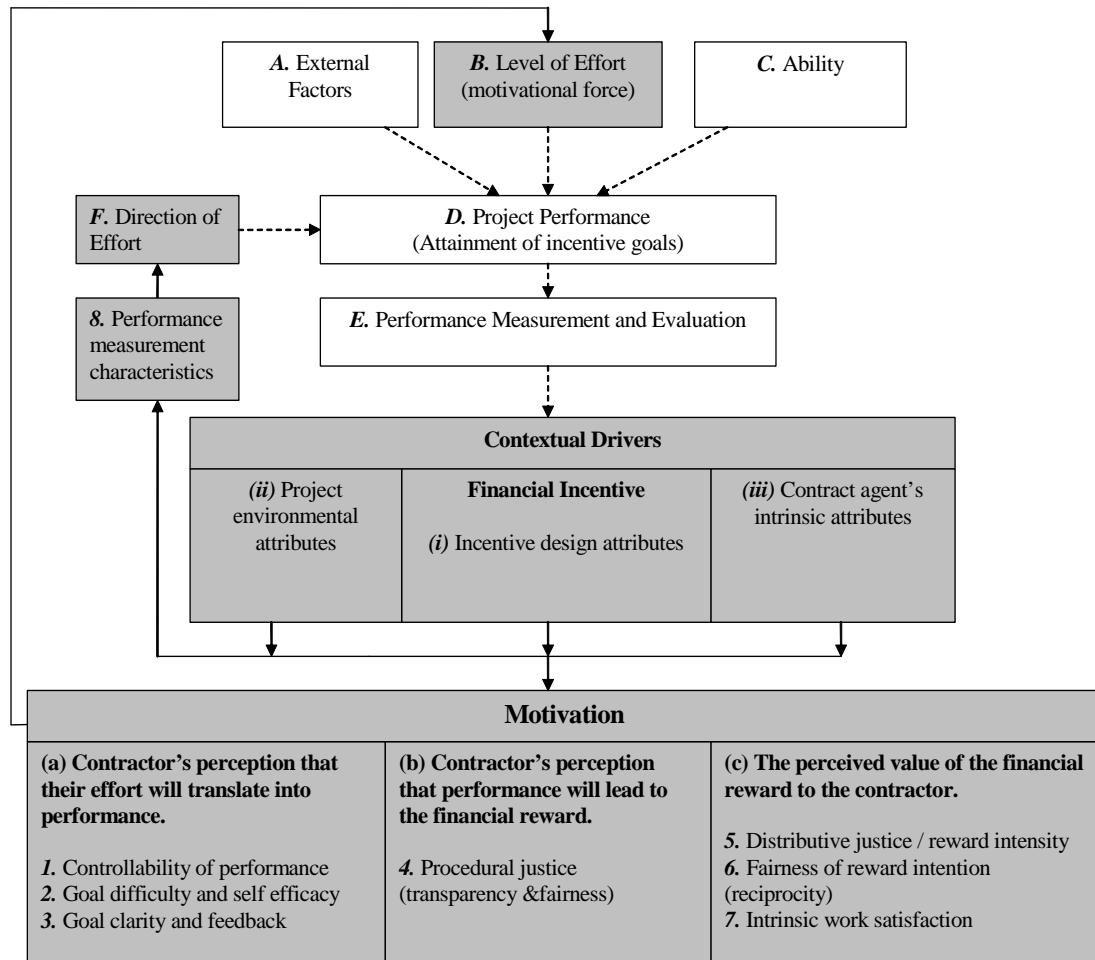 A. External
Factors
B. Level of Effort
(motivational force)
C. Ability
F. Direction of
Effort
D. Project Performance
(Attainment of incentive goals)
8. Performance
measurement
characteristics
E. Performance Measurement and Evaluation
Contextual Drivers
(ii) Project
environmental
attributes
Financial Incentive
(i) Incentive design attributes
(iii) Contract agent's
intrinsic attributes
Motivation
(a) Contractor's perception that
their effort will translate into
performance.
1. Controllability of performance
2. Goal difficulty and self efficacy
3. Goal clarity and feedback
(b) Contractor's perception
that performance will lead to
the financial reward.
4. Procedural justice
(transparency &fairness)
(c) The perceived value of the financial
reward to the contractor.
5. Distributive justice / reward intensity
6. Fairness of reward intention
(reciprocity)
7. Intrinsic work satisfaction